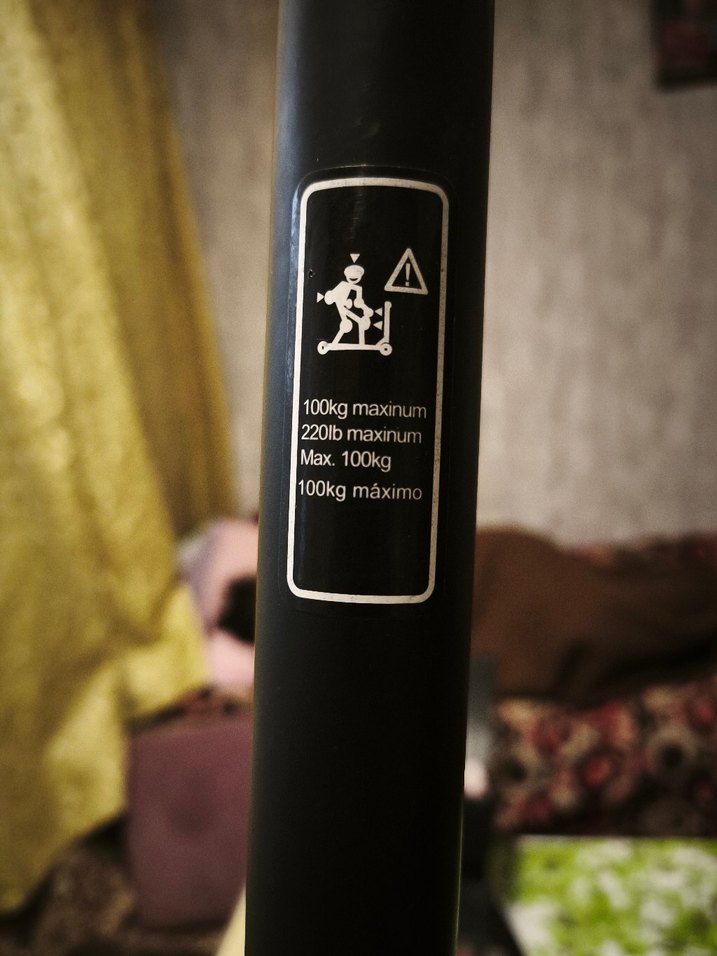 100kg maxinum
220lb maxinum
Max. 100kg
100kg máximo